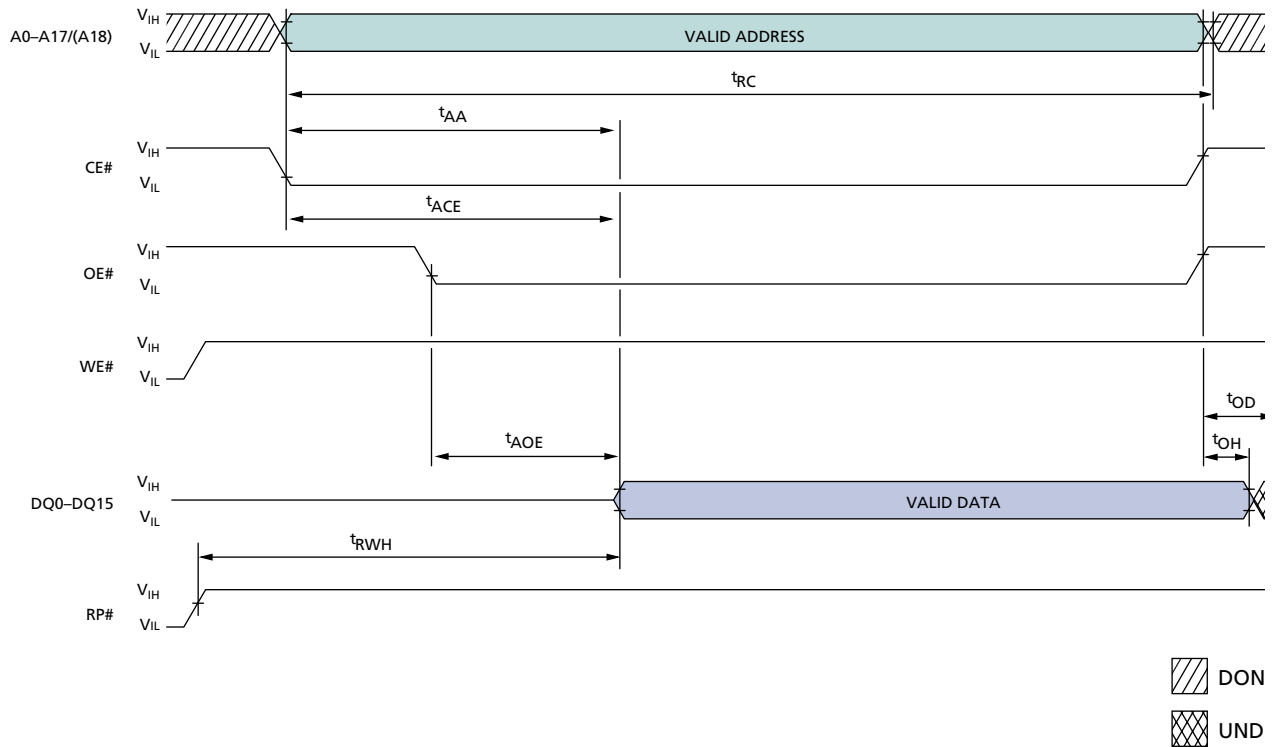 A0–A17/(A18)
VIH
VIL
VALID ADDRESS
tRC
tAA
CE#
VIH
VIL
tACE
OE#
VIH
VIL
WE#
VIH
VIL
tOD
tAOE
tOH
DQ0–DQ15
VIH
VIL
VALID DATA
tRWH
RP#
VIH
VIL
DON
UND